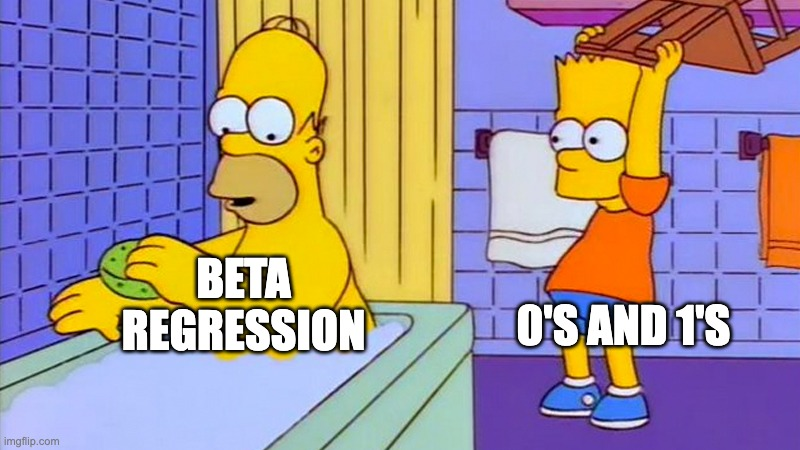 BETA
REGRESSION
0'S AND 1'S
imgflip.com